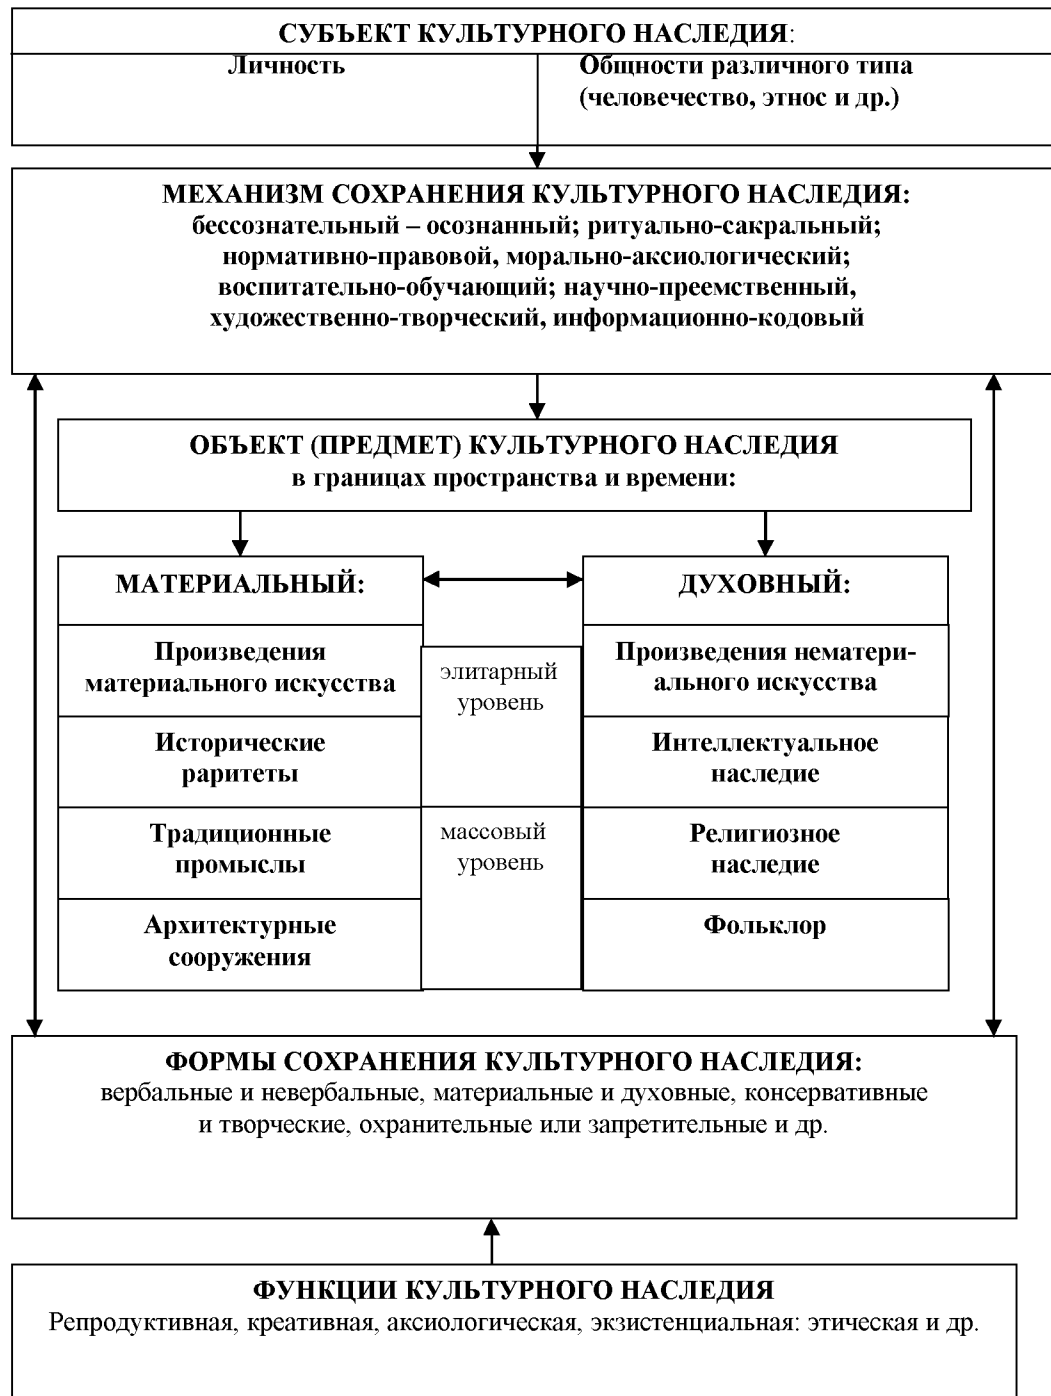 СУБЪЕКТ КУЛЬТУРНОГО НАСЛЕДИЯ:
Личность
Общности различного типа
(человечество, этнос и др.)
МЕХАНИЗМ СОХРАНЕНИЯ КУЛЬТУРНОГО НАСЛЕДИЯ:
бессознательный – осознанный; ритуально-сакральный;
нормативно-правовой, морально-аксиологический;
воспитательно-обучающий; научно-преемственный,
художественно-творческий, информационно-кодовый
ОБЪЕКТ (ПРЕДМЕТ) КУЛЬТУРНОГО НАСЛЕДИЯ
в границах пространства и времени:
МАТЕРИАЛЬНЫЙ:
Произведения
материального искусства
Исторические
раритеты
Традиционные
промыслы
Архитектурные
сооружения
элитарный
уровень
массовый
уровень
ДУХОВНЫЙ:
Произведения нематери-
ального искусства
Интеллектуальное
наследие
Религиозное
наследие
Фольклор
ФОРМЫ СОХРАНЕНИЯ КУЛЬТУРНОГО НАСЛЕДИЯ:
вербальные и невербальные, материальные и духовные, консервативные
и творческие, охранительные или запретительные и др.
ФУНКЦИИ КУЛЬТУРНОГО НАСЛЕДИЯ
Репродуктивная, креативная, аксиологическая, экзистенциальная: этическая и др.